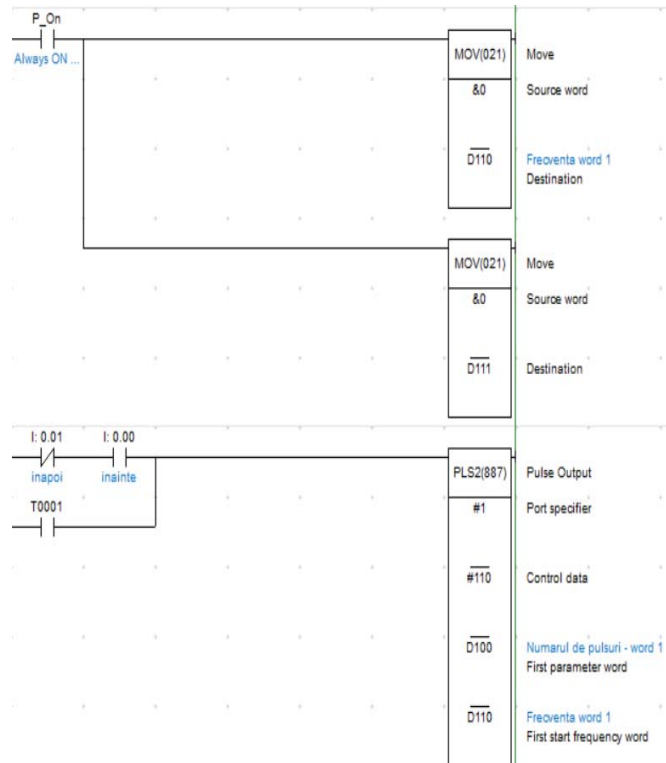 P_On
Always ON ...
MOV(021) Move
&0 Source word
D110 Frecventa word 1
Destination
MOV(021) Move
&0 Source word
D111 Destination
I: 0.01 I: 0.00
inapoi inainte
PLS2(887) Pulse Output
T0001
#1 Port specifier
#110 Control data
D100 Numarul de pulsuri - word 1
First parameter word
D110 Frecventa word 1
First start frequency word